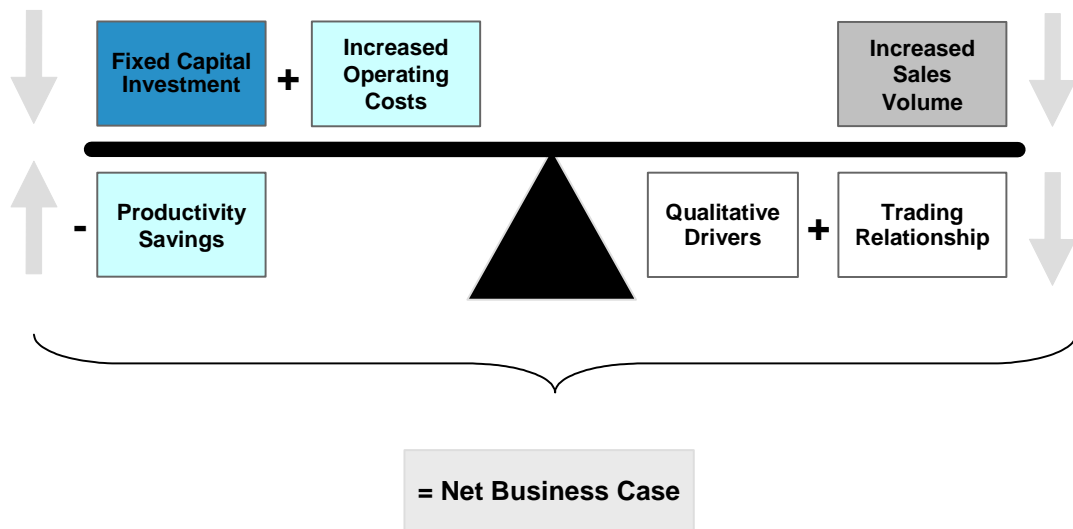 Fixed Capital
Investment
+
Increased
Operating
Costs
Increased
Sales
Volume
-
Productivity
Savings
Qualitative
Drivers
+
Trading
Relationship
= Net Business Case